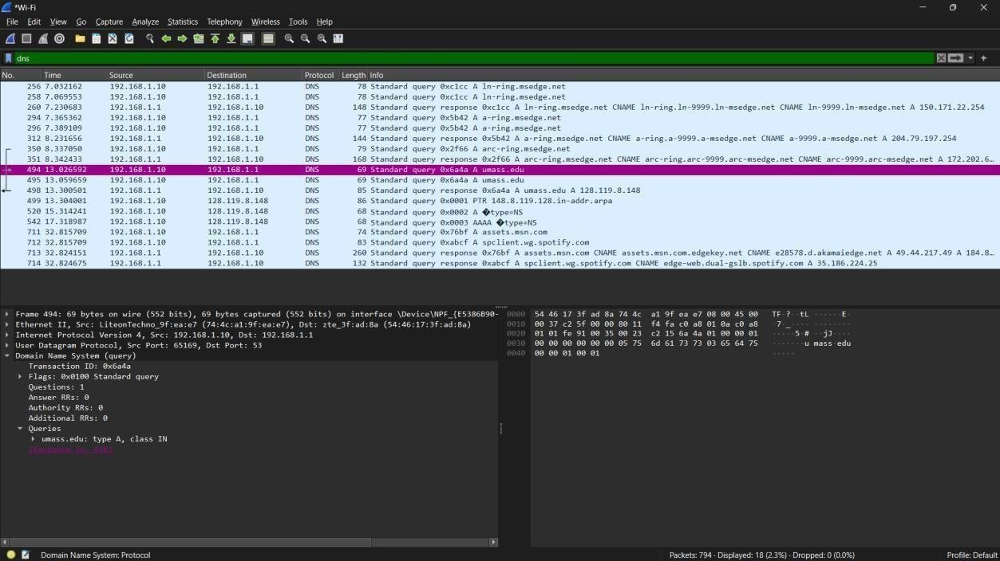 *Wi-Fi
File Edit View Go Capture Analyze Statistics Telephony Wireless Tools Help
dns
No. Time Source Destination Protocol Length Info
256 7.032162 192.168.1.10 192.168.1.1 DNS 78 Standard query 0xc1cc A ln-ring.msedge.net
258 7.069553 192.168.1.10 192.168.1.1 DNS 78 Standard query 0xc1cc A ln-ring.msedge.net
260 7.230683 192.168.1.1 192.168.1.10 DNS 148 Standard query response 0xc1cc A ln-ring.msedge.net CNAME ln-ring.ln-9999.ln-msedge.net CNAME ln-9999.ln-msedge.net A 150.171.22.254
294 7.365362 192.168.1.10 192.168.1.1 DNS 77 Standard query 0x5b42 A a-ring.msedge.net
296 7.389109 192.168.1.10 192.168.1.1 DNS 77 Standard query 0x5b42 A a-ring.msedge.net
312 8.231656 192.168.1.1 192.168.1.10 DNS 144 Standard query response 0x5b42 A a-ring.msedge.net CNAME a-ring.a-9999.a-msedge.net CNAME a-9999.a-msedge.net A 204.79.197.254
350 8.337050 192.168.1.10 192.168.1.1 DNS 79 Standard query 0x2f66 A arc-ring.msedge.net
351 8.342433 192.168.1.1 192.168.1.10 DNS 168 Standard query response 0x2f66 A arc-ring.msedge.net CNAME arc-ring.arc-9999.arc-msedge.net CNAME arc-9999.arc-msedge.net A 172.202.6…
494 13.026592 192.168.1.10 192.168.1.1 DNS 69 Standard query 0x6a4a A umass.edu
495 13.059659 192.168.1.10 192.168.1.1 DNS 69 Standard query 0x6a4a A umass.edu
498 13.300501 192.168.1.1 192.168.1.10 DNS 85 Standard query response 0x6a4a A umass.edu A 128.119.8.148
499 13.304001 192.168.1.10 128.119.8.148 DNS 86 Standard query 0x0001 PTR 148.8.119.128.in-addr.arpa
520 15.314241 192.168.1.10 128.119.8.148 DNS 68 Standard query 0x0002 A �type=NS
542 17.318987 192.168.1.10 128.119.8.148 DNS 68 Standard query 0x0003 AAAA �type=NS
711 32.815709 192.168.1.10 192.168.1.1 DNS 74 Standard query 0x76bf A assets.msn.com
712 32.815709 192.168.1.10 192.168.1.1 DNS 83 Standard query 0xabcf A spclient.wg.spotify.com
713 32.824151 192.168.1.1 192.168.1.10 DNS 260 Standard query response 0x76bf A assets.msn.com CNAME assets.msn.com.edgekey.net CNAME e28578.d.akamaiedge.net A 49.44.217.49 A 184.8…
714 32.824675 192.168.1.1 192.168.1.10 DNS 132 Standard query response 0xabcf A spclient.wg.spotify.com CNAME edge-web.dual-gslb.spotify.com A 35.186.224.25
Frame 494: 69 bytes on wire (552 bits), 69 bytes captured (552 bits) on interface \Device\NPF_{E5386B90-
Ethernet II, Src: LiteonTechno_9f:ea:e7 (74:4c:a1:9f:ea:e7), Dst: zte_3f:ad:8a (54:46:17:3f:ad:8a)
Internet Protocol Version 4, Src: 192.168.1.10, Dst: 192.168.1.1
User Datagram Protocol, Src Port: 65169, Dst Port: 53
Domain Name System (query)
Transaction ID: 0x6a4a
Flags: 0x0100 Standard query
Questions: 1
Answer RRs: 0
Authority RRs: 0
Additional RRs: 0
Queries
umass.edu: type A, class IN
[Response In: 498]
0000 54 46 17 3f ad 8a 74 4c a1 9f ea e7 08 00 45 00 TF·?··tL ······E·
0010 00 37 c2 5f 00 00 80 11 f4 fa c0 a8 01 0a c0 a8 ·7·_···· ········
0020 01 01 fe 91 00 35 00 23 c2 15 6a 4a 01 00 00 01 ·····5·# ··jJ····
0030 00 00 00 00 00 00 05 75 6d 61 73 73 03 65 64 75 ·······u mass·edu
0040 00 00 01 00 01 ·····
Domain Name System: Protocol
Packets: 794 · Displayed: 18 (2.3%) · Dropped: 0 (0.0%)
Profile: Default